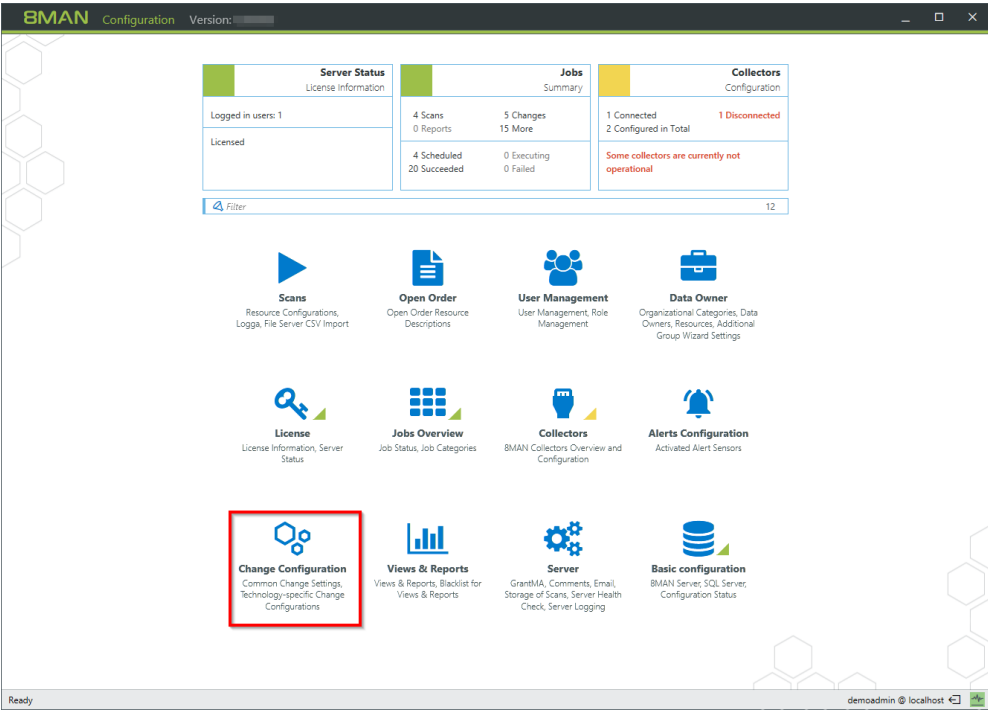 8MAN Configuration Version:
Server Status
License Information
Logged in users: 1
Licensed
Jobs
Summary
4 Scans 5 Changes
0 Reports 15 More
4 Scheduled 0 Executing
20 Succeeded 0 Failed
Collectors
Configuration
1 Connected 1 Disconnected
2 Configured in Total
Some collectors are currently not
operational
Filter 12
Scans
Resource Configurations,
Logga, File Server CSV Import
Open Order
Open Order Resource
Descriptions
User Management
User Management, Role
Management
Data Owner
Organizational Categories, Data
Owners, Resources, Additional
Group Wizard Settings
License
License Information, Server
Status
Jobs Overview
Job Status, Job Categories
Collectors
8MAN Collectors Overview and
Configuration
Alerts Configuration
Activated Alert Sensors
Change Configuration
Common Change Settings,
Technology-specific Change
Configurations
Views & Reports
Views & Reports, Blacklist for
Views & Reports
Server
GrantMA, Comments, Email,
Storage of Scans, Server Health
Check, Server Logging
Basic configuration
8MAN Server, SQL Server,
Configuration Status
Ready demoadmin @ localhost